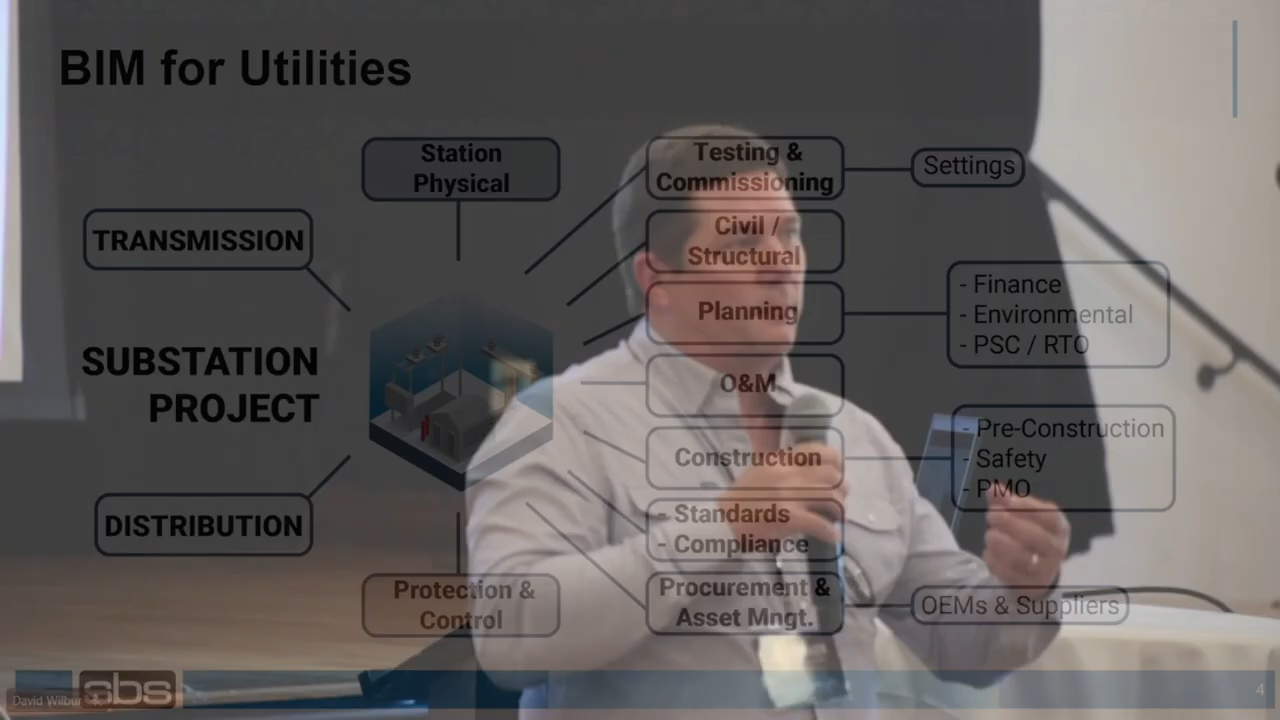 BIM for Utilities
Station
Physical
TRANSMISSION
SUBSTATION
PROJECT
DISTRIBUTION
Protection &
Control
Testing &
Commissioning
Settings
Civil /
Structural
Planning
- Finance
- Environmental
- PSC / RTO
O&M
Construction
- Pre-Construction
- Safety
- PMO
- Standards
- Compliance
Procurement &
Asset Mngt.
OEMs & Suppliers
David Wilbur
sbs
4